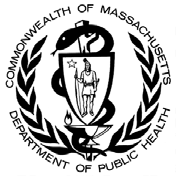 COMMONWEALTH OF MASSACHUSETTS
DEPARTMENT OF PUBLIC HEALTH